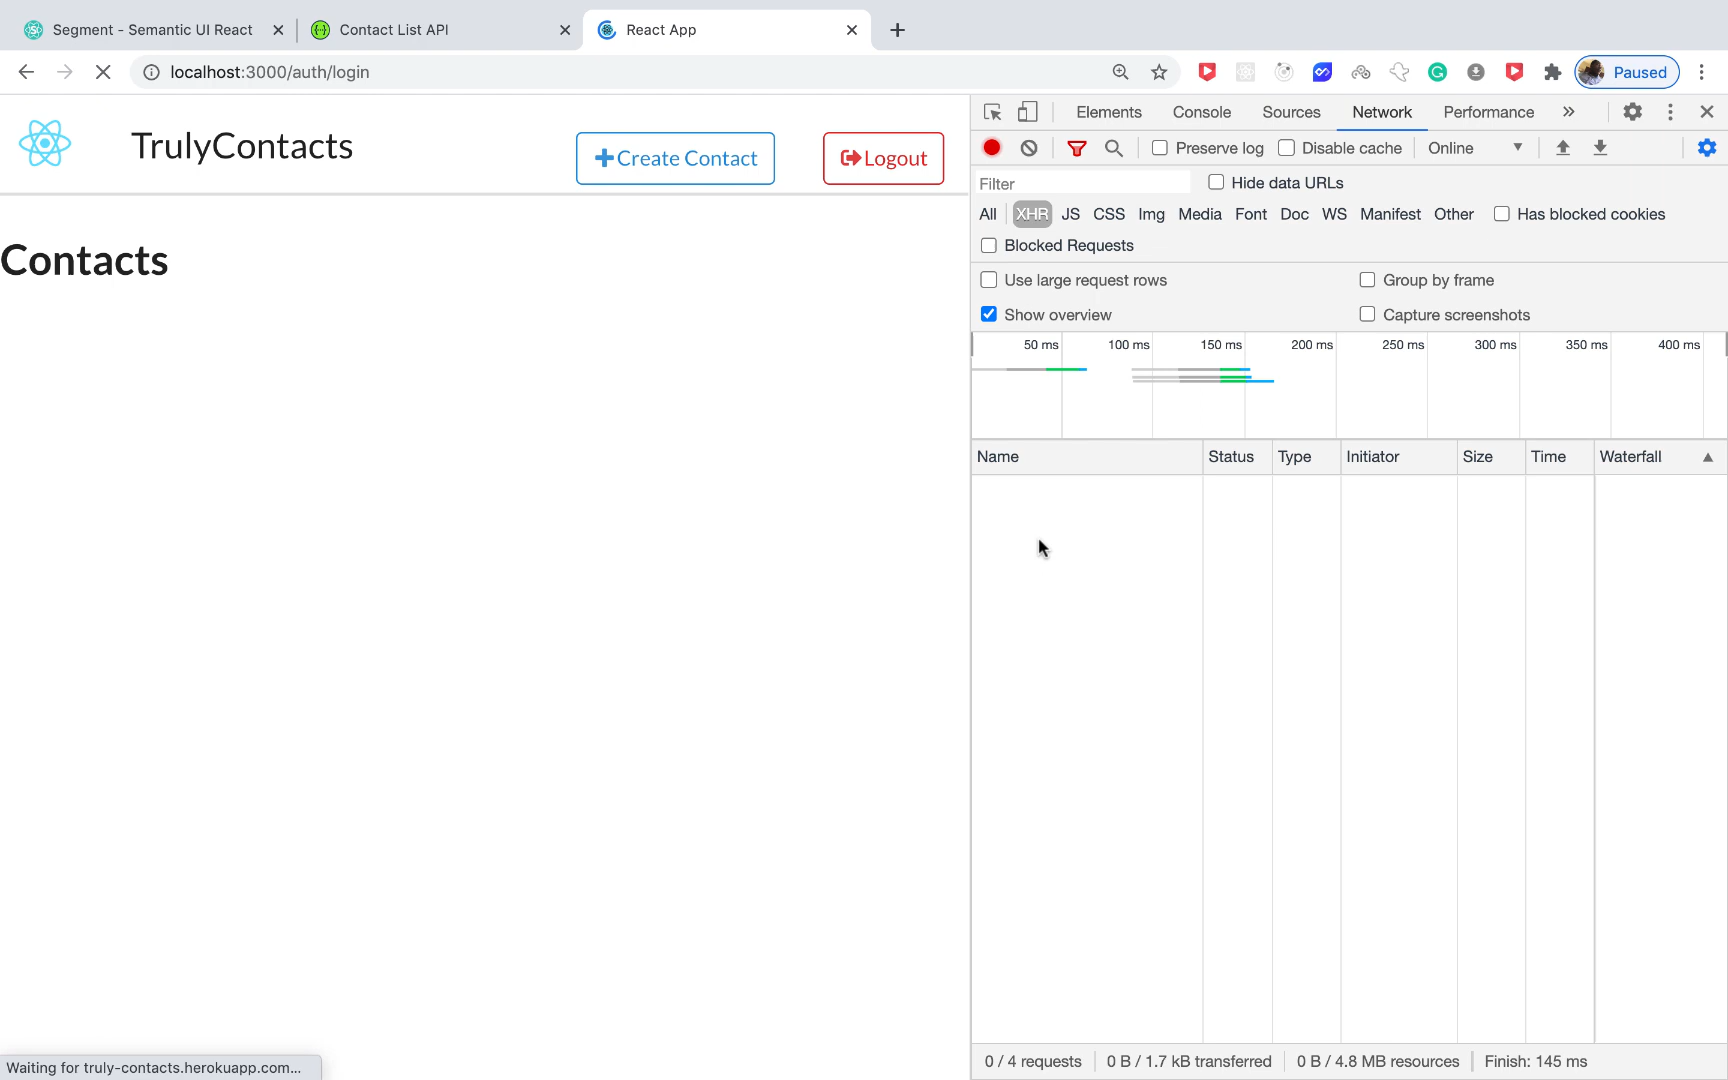 Segment - Semantic UI React
Contact List API
React App
localhost:3000/auth/login
Paused
TrulyContacts
Create Contact
Logout
Contacts
Elements Console Sources Network Performance
Preserve log Disable cache Online
Filter Hide data URLs
All XHR JS CSS Img Media Font Doc WS Manifest Other Has blocked cookies
Blocked Requests
Use large request rows Group by frame
Show overview Capture screenshots
50 ms 100 ms 150 ms 200 ms 250 ms 300 ms 350 ms 400 ms
Name Status Type Initiator Size Time Waterfall
0 / 4 requests 0 B / 1.7 kB transferred 0 B / 4.8 MB resources Finish: 145 ms
Waiting for truly-contacts.herokuapp.com...